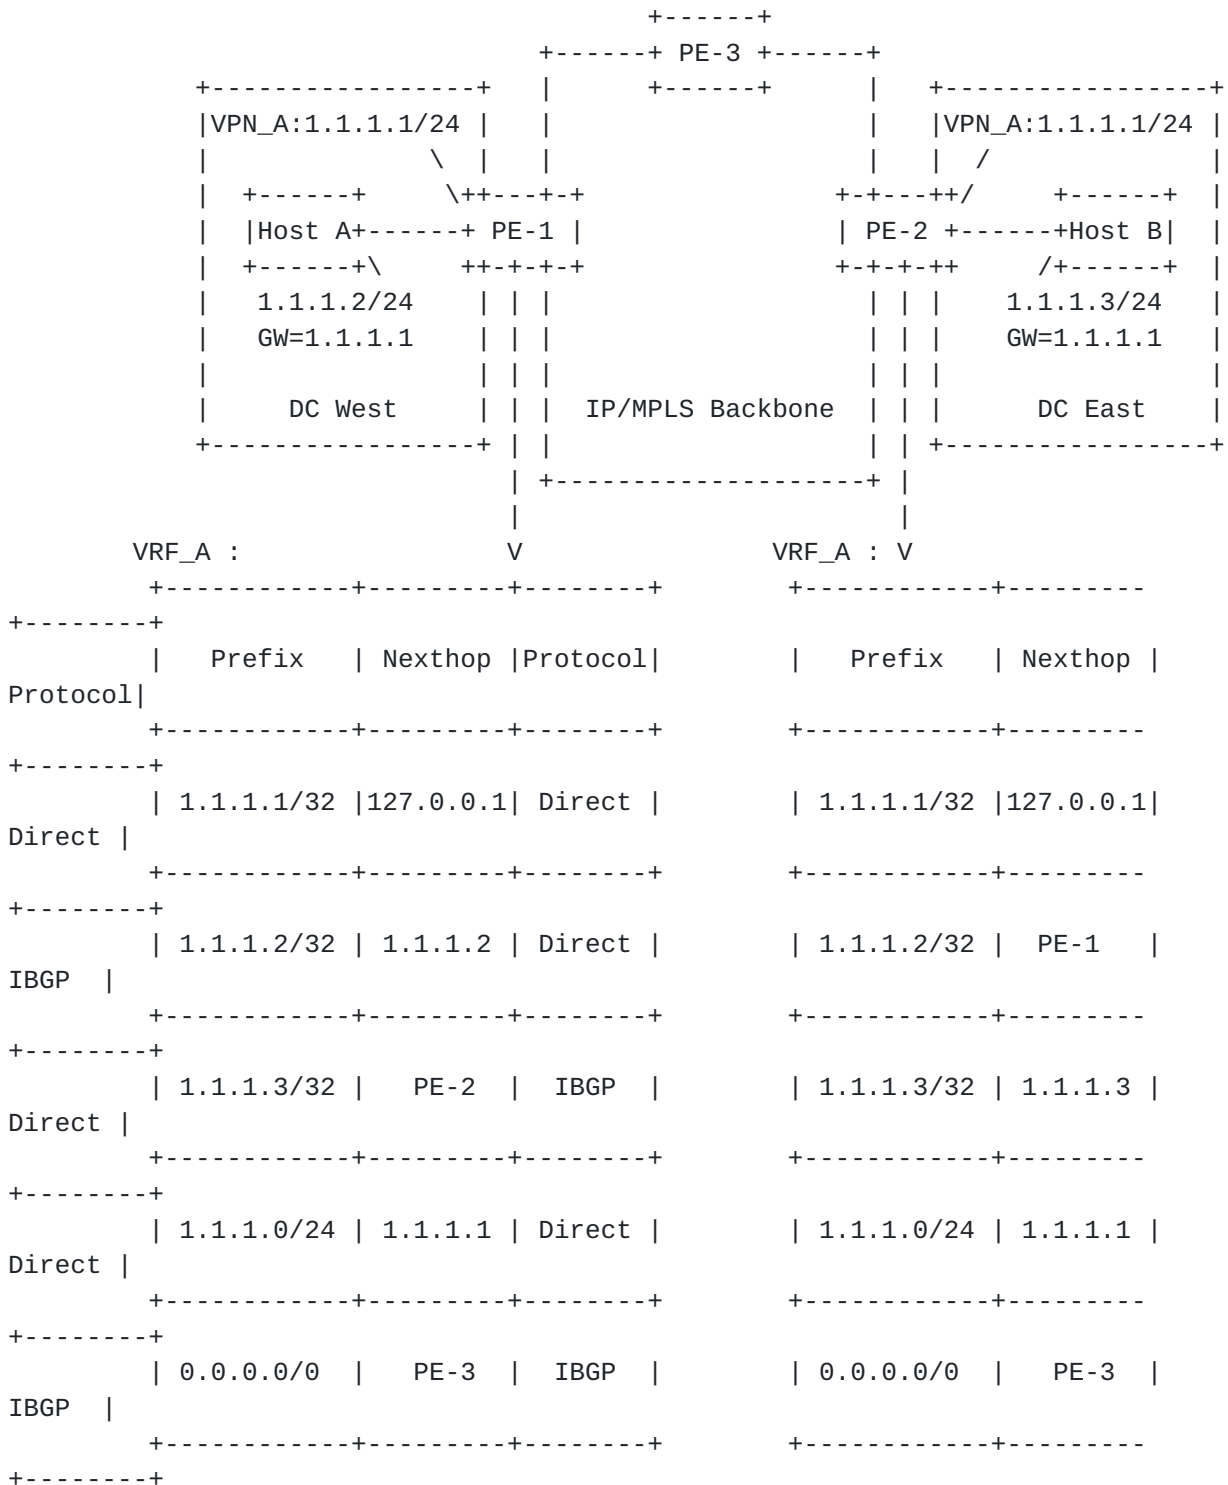 +------+
                                  +------+ PE-3 +------+
            +-----------------+   |      +------+      |   +-----------------+
            |VPN_A:1.1.1.1/24 |   |                    |   |VPN_A:1.1.1.1/24 |
            |              \  |   |                    |   |  /              |
            |  +------+     \++---+-+                +-+---++/     +------+  |
            |  |Host A+------+ PE-1 |                | PE-2 +------+Host B|  |
            |  +------+\     ++-+-+-+                +-+-+-++     /+------+  |
            |   1.1.1.2/24    | | |                    | | |    1.1.1.3/24   |
            |   GW=1.1.1.1    | | |                    | | |    GW=1.1.1.1   |
            |                 | | |                    | | |                 |
            |     DC West     | | |  IP/MPLS Backbone  | | |      DC East    |
            +-----------------+ | |                    | | +-----------------+
                                | +--------------------+ |
                                |                        |
        VRF_A :                 V                VRF_A : V
         +------------+---------+--------+        +------------+---------
+--------+
         |   Prefix   | Nexthop |Protocol|        |   Prefix   | Nexthop |
Protocol|
         +------------+---------+--------+        +------------+---------
+--------+
         | 1.1.1.1/32 |127.0.0.1| Direct |        | 1.1.1.1/32 |127.0.0.1|
Direct |
         +------------+---------+--------+        +------------+---------
+--------+
         | 1.1.1.2/32 | 1.1.1.2 | Direct |        | 1.1.1.2/32 |  PE-1   |
IBGP  |
         +------------+---------+--------+        +------------+---------
+--------+
         | 1.1.1.3/32 |   PE-2  |  IBGP  |        | 1.1.1.3/32 | 1.1.1.3 |
Direct |
         +------------+---------+--------+        +------------+---------
+--------+
         | 1.1.1.0/24 | 1.1.1.1 | Direct |        | 1.1.1.0/24 | 1.1.1.1 |
Direct |
         +------------+---------+--------+        +------------+---------
+--------+
         | 0.0.0.0/0  |   PE-3  |  IBGP  |        | 0.0.0.0/0  |   PE-3  |
IBGP  |
         +------------+---------+--------+        +------------+---------
+--------+